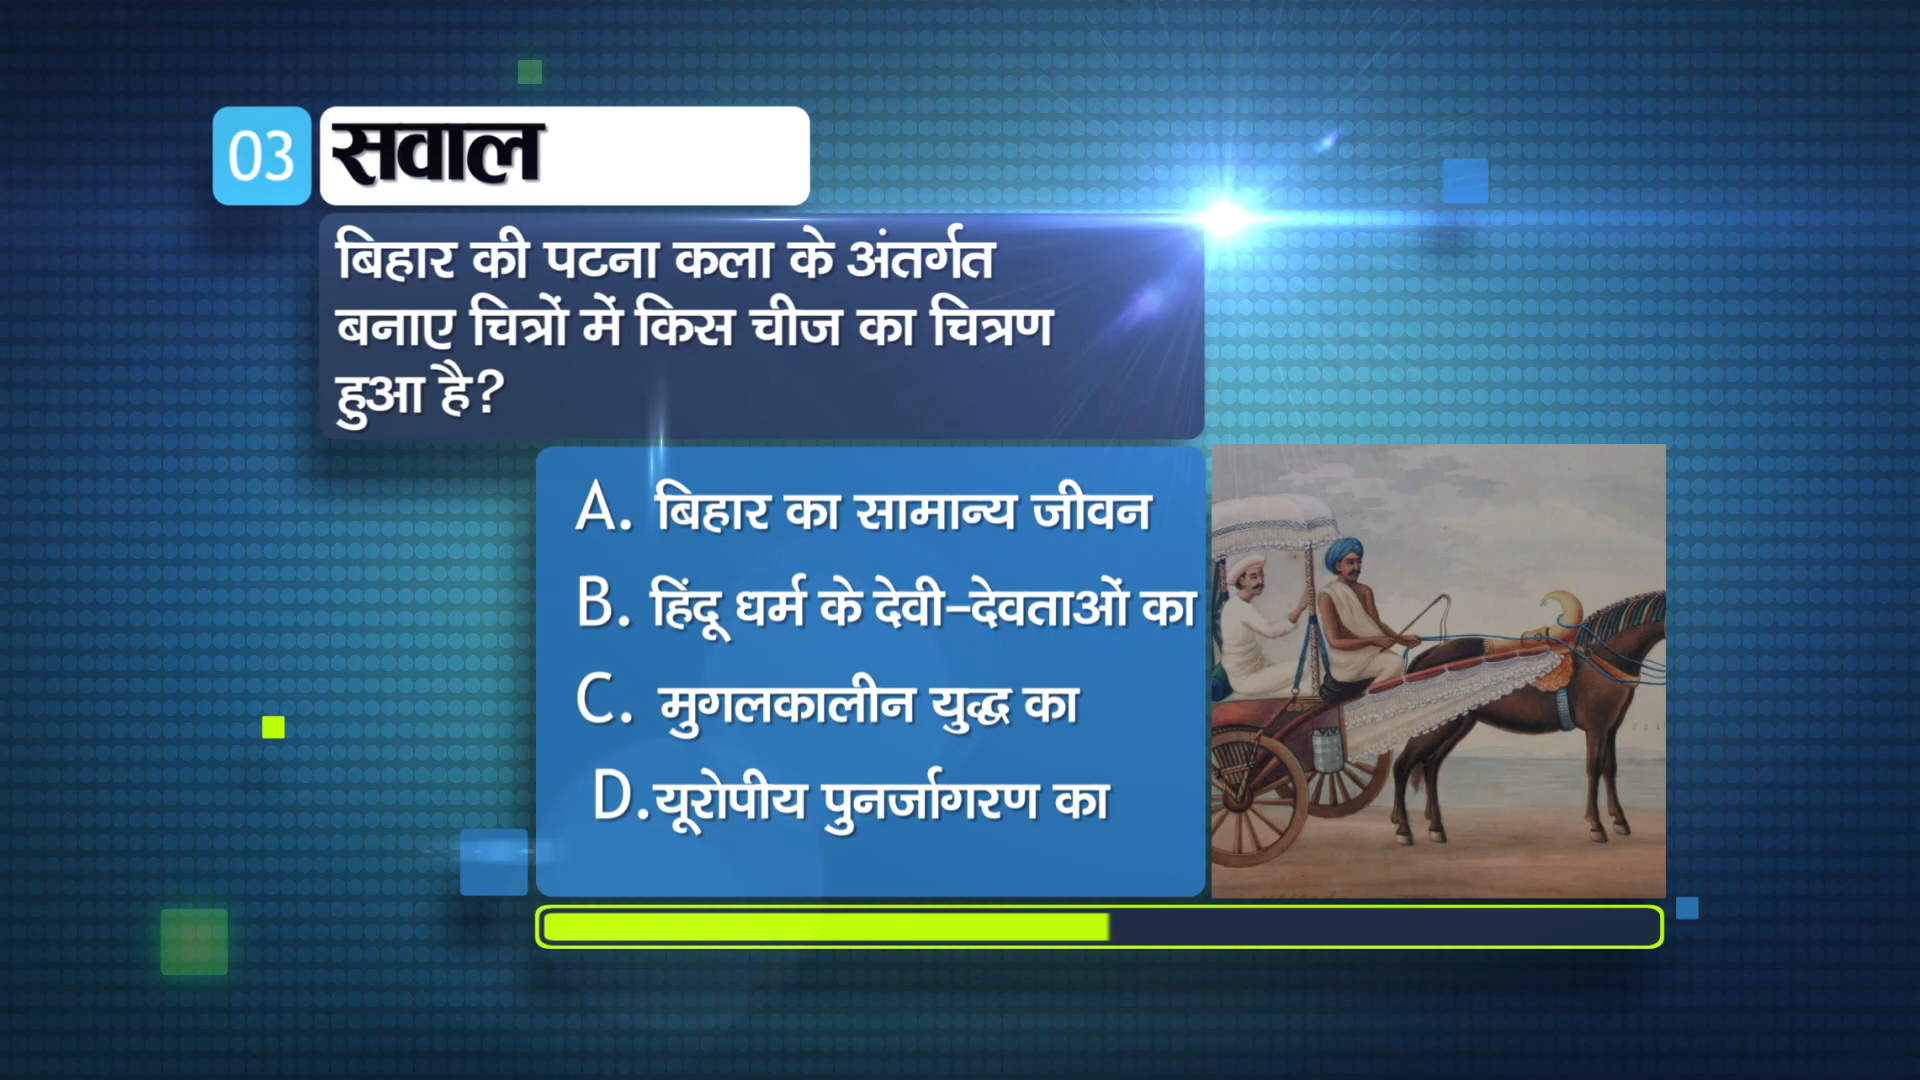 03 सवाल
बिहार की पटना कला के अंतर्गत
बनाए चित्रों में किस चीज का चित्रण
हुआ है?
A. बिहार का सामान्य जीवन
B. हिंदू धर्म के देवी-देवताओं का
C. मुगलकालीन युद्ध का
D.यूरोपीय पुनर्जागरण का